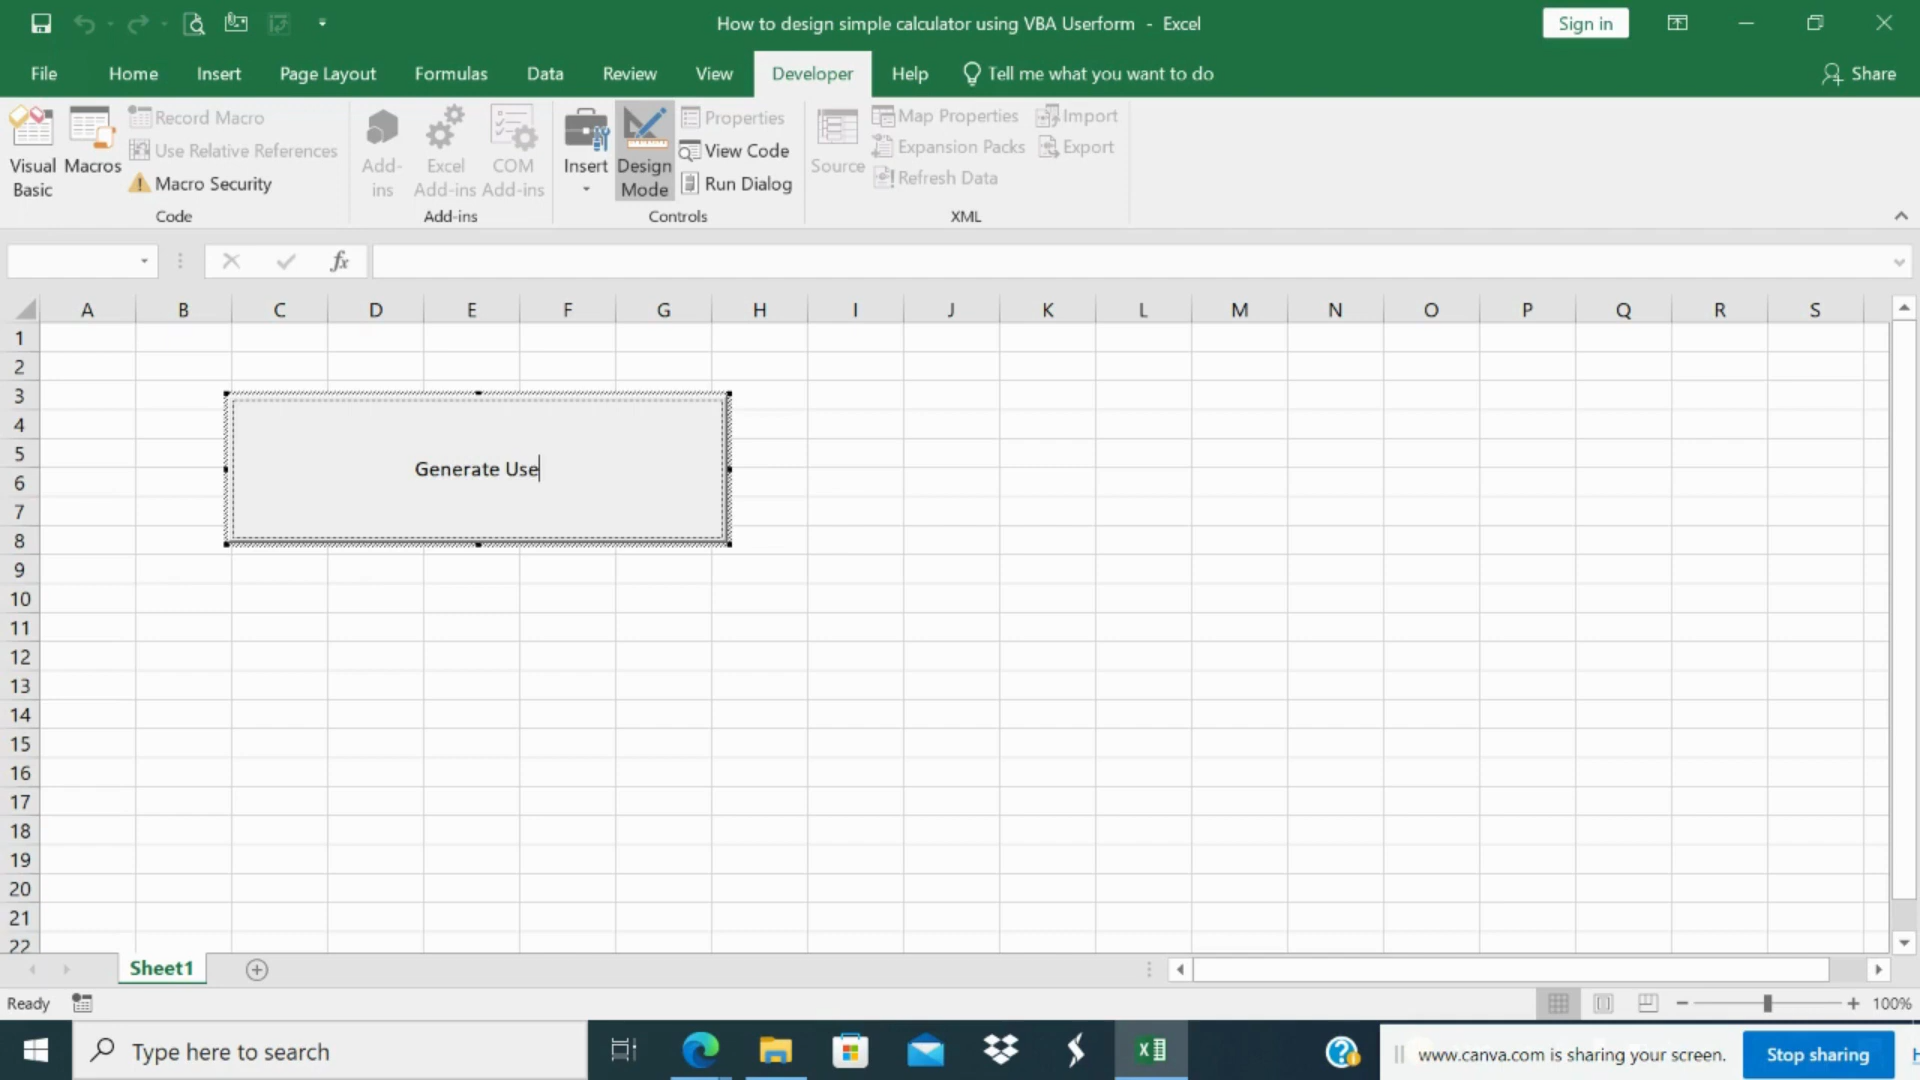 How to design simple calculator using VBA Userform - Excel
Sign in
File Home Insert Page Layout Formulas Data Review View Developer Help Tell me what you want to do Share
Visual Basic
Macros
Record Macro
Use Relative References
Macro Security
Code
Add-ins
Excel Add-ins
COM Add-ins
Add-ins
Insert
Design Mode
Properties
View Code
Run Dialog
Controls
Source
Map Properties
Expansion Packs
Refresh Data
Import
Export
XML
fx
A B C D E F G H I J K L M N O P Q R S
1
2
3
4
5
6
7
8
9
10
11
12
13
14
15
16
17
18
19
20
21
22
Generate Use
Sheet1
Ready
100%
Type here to search
www.canva.com is sharing your screen.
Stop sharing